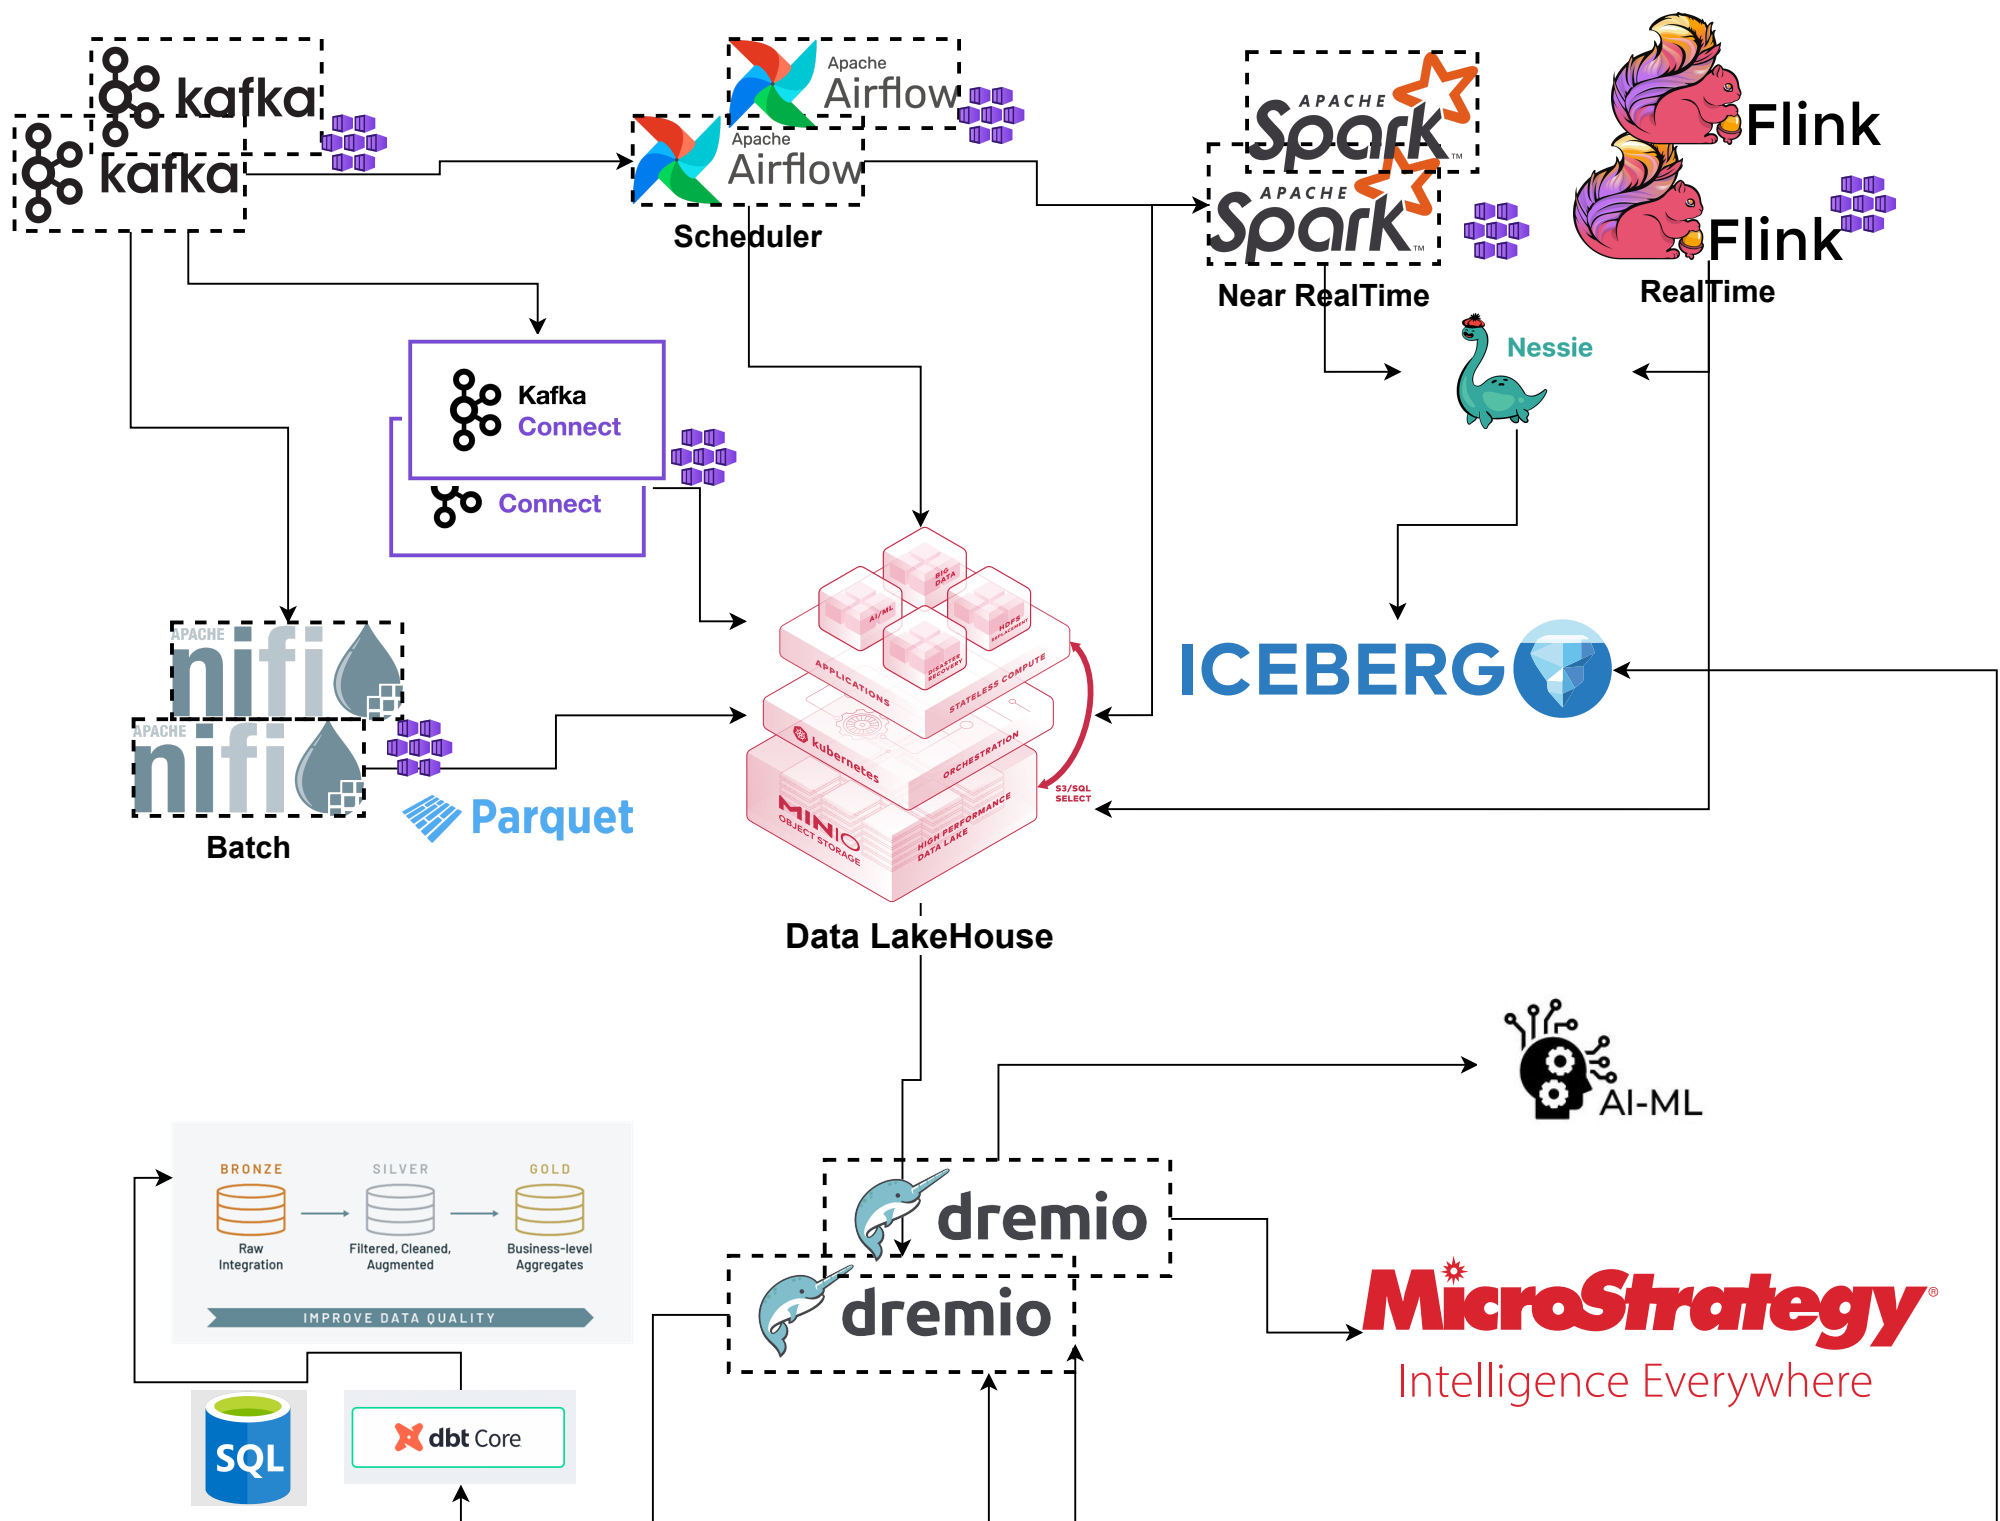 kafka
kafka
Apache
Airflow
Apache
Airflow
Scheduler
APACHE
Spark™
APACHE
Spark™
Near RealTime
Flink
Flink
RealTime
Nessie
Kafka
Connect
Connect
APACHE
nifi
APACHE
nifi
Batch
Parquet
BIG
DATA
AI/ML
HDFS
REPLACEMENT
DISASTER
RECOVERY
APPLICATIONS
STATELESS COMPUTE
kubernetes
ORCHESTRATION
S3/SQL
SELECT
MINIO
OBJECT STORAGE
HIGH PERFORMANCE
DATA LAKE
Data LakeHouse
ICEBERG
AI-ML
BRONZE
SILVER
GOLD
Raw
Integration
Filtered, Cleaned,
Augmented
Business-level
Aggregates
IMPROVE DATA QUALITY
dremio
dremio
MicroStrategy®
Intelligence Everywhere
SQL
dbt Core